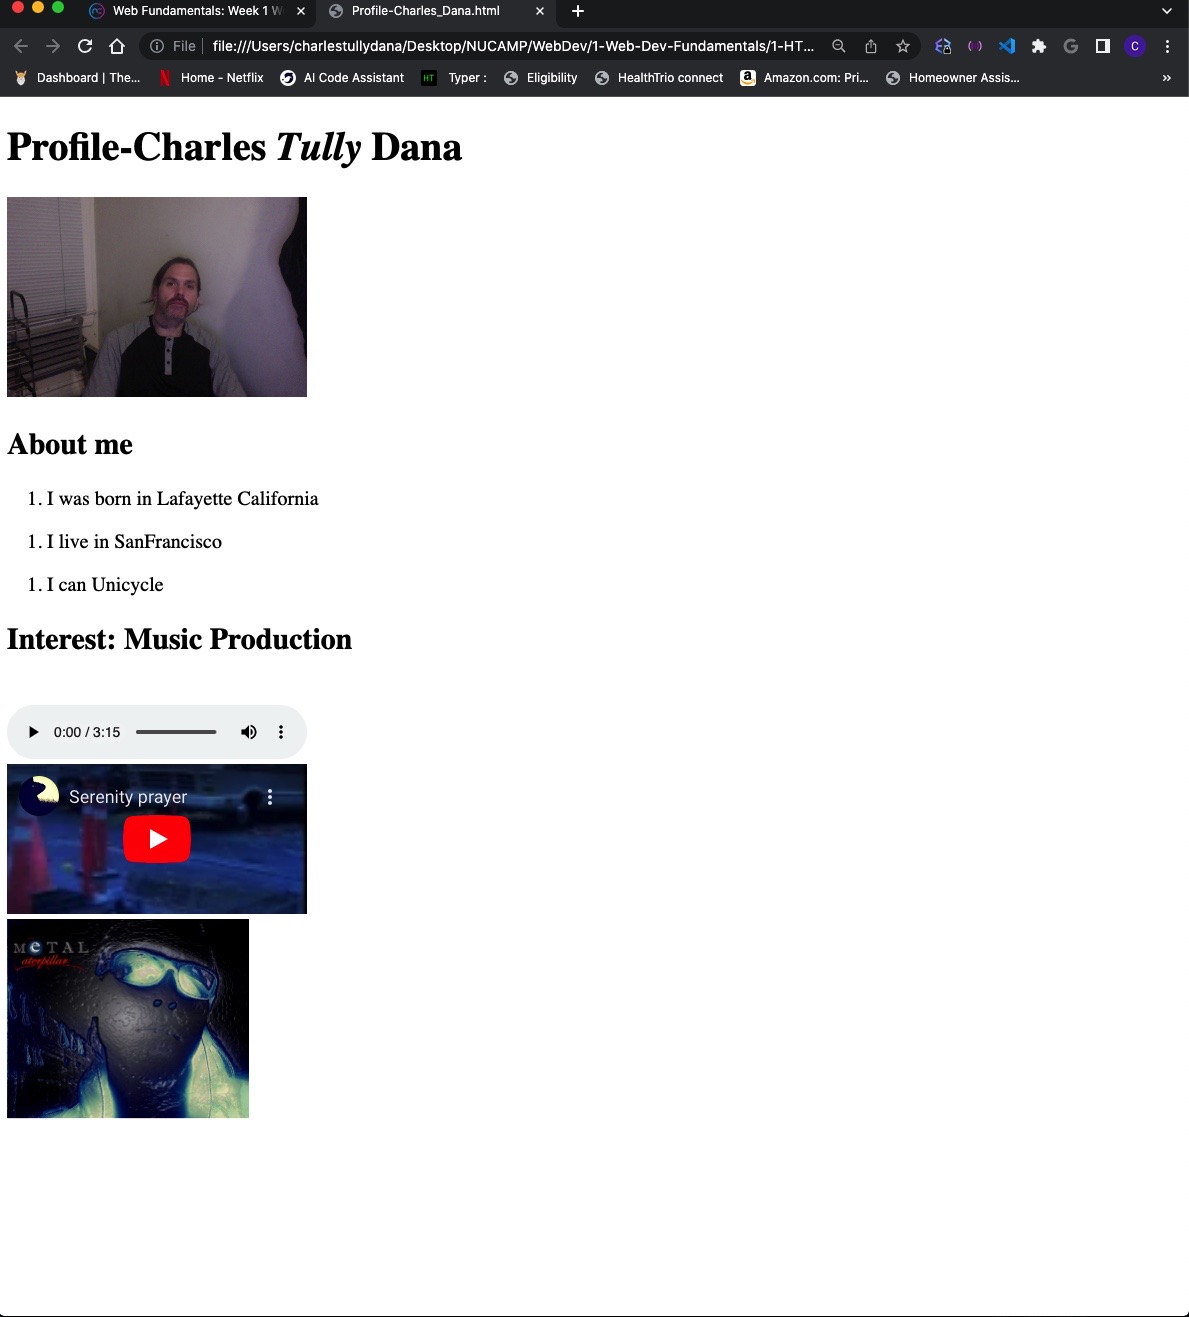 Web Fundamentals: Week 1 W
Profile-Charles_Dana.html
File
file:///Users/charlestullydana/Desktop/NUCAMP/WebDev/1-Web-Dev-Fundamentals/1-HT...
C
Dashboard | The...
Home - Netflix
AI Code Assistant
HT
Typer :
Eligibility
HealthTrio connect
Amazon.com: Pri...
Homeowner Assis...
Profile-Charles Tully Dana
About me
1. I was born in Lafayette California
1. I live in SanFrancisco
1. I can Unicycle
Interest: Music Production
0:00 / 3:15
Serenity prayer
MeTAL
aterpillar